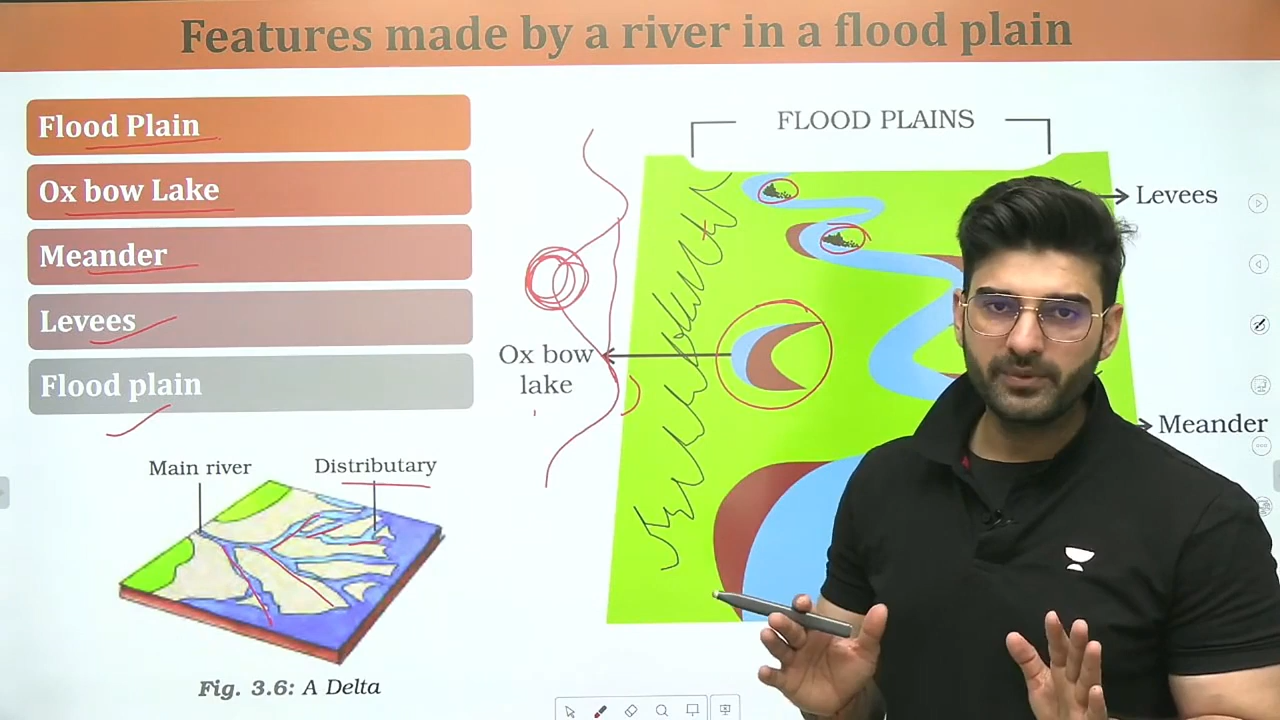 Features made by a river in a flood plain
Flood Plain
Ox bow Lake
Meander
Levees
Flood plain
FLOOD PLAINS
Levees
Ox bow
lake
Meander
Main river
Distributary
Fig. 3.6: A Delta